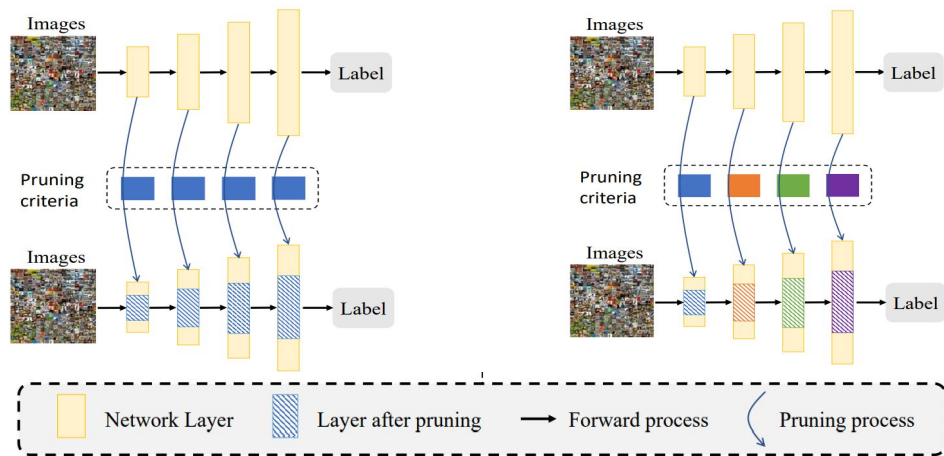 Images
Label
Pruning
criteria
Images
Label
Images
Label
Pruning
criteria
Images
Label
Network Layer
Layer after pruning
Forward process
Pruning process